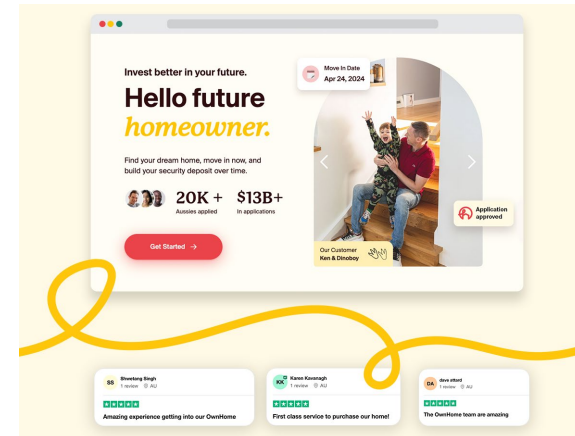 Invest better in your future.
Hello future
homeowner.
Find your dream home, move in now, and
build your security deposit over time.
20K +
Aussies applied
$13B+
In applications
Get Started →
Move In Date
Apr 24, 2024
Application
approved
Our Customer
Ken & Dinoboy
SS
Shwetang Singh
1 review AU
Amazing experience getting into our OwnHome
KK
Karen Kavanagh
1 review AU
First class service to purchase our home!
DA
dave attard
1 review AU
The OwnHome team are amazing